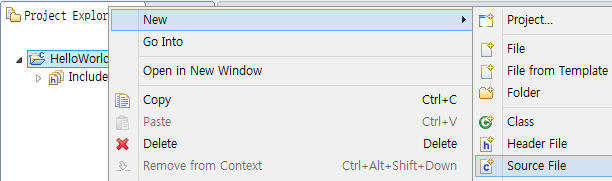 Project Explor
New
Project...
Go Into
File
HelloWorld
Open in New Window
File from Template
Include
Folder
Copy Ctrl+C
Paste Ctrl+V
Class
Delete Delete
Header File
Remove from Context Ctrl+Alt+Shift+Down
Source File